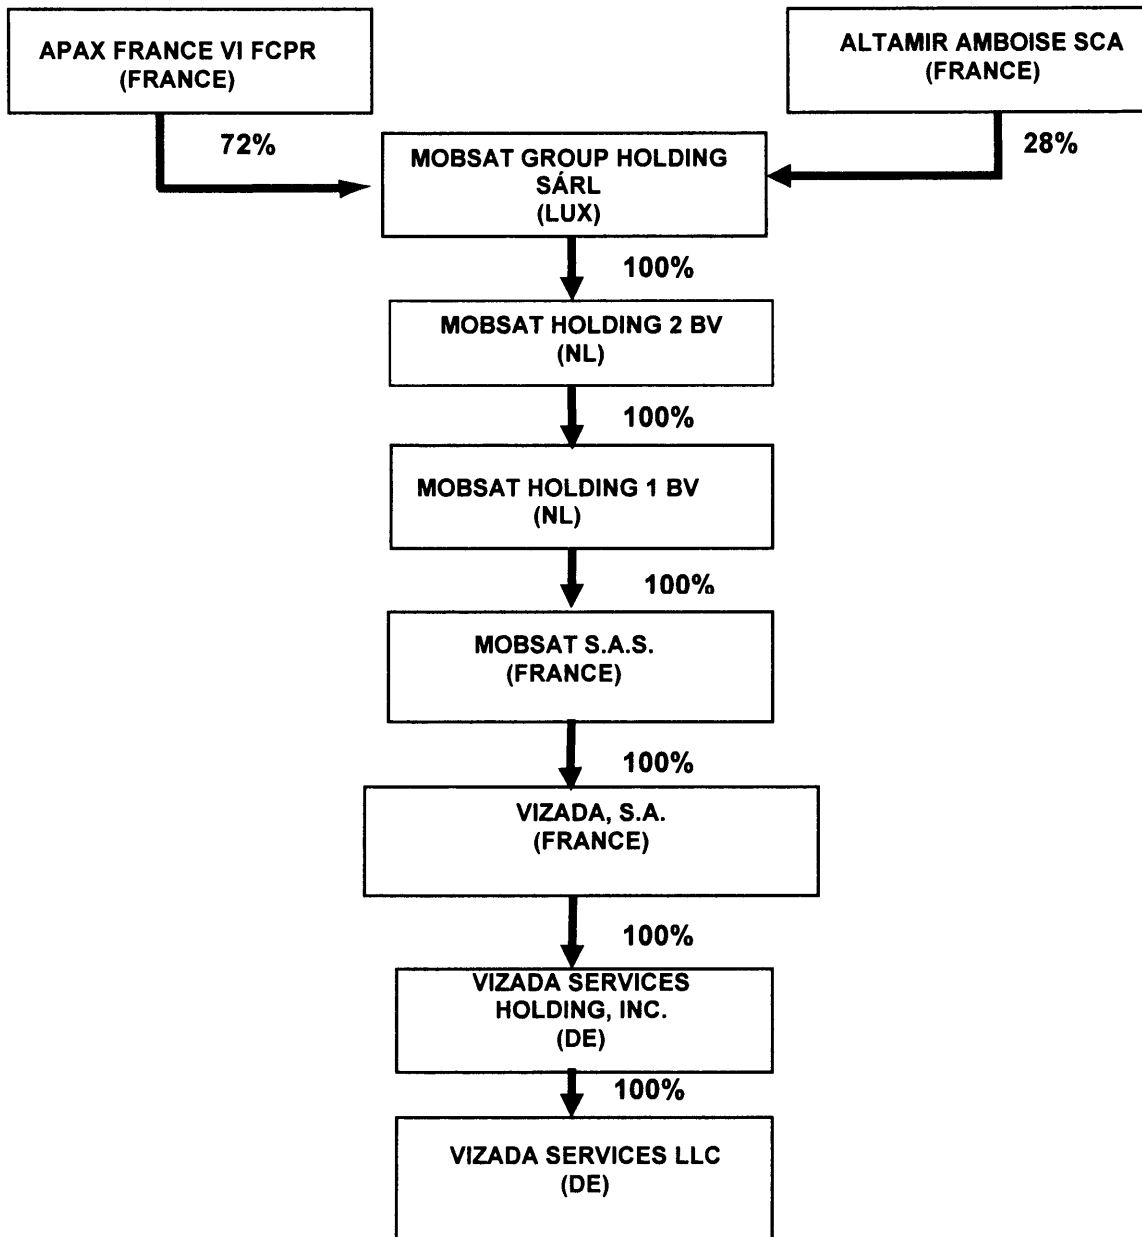 APAX FRANCE VI FCPR
(FRANCE)
ALTAMIR AMBOISE SCA
(FRANCE)
72%
28%
MOBSAT GROUP HOLDING
SÁRL
(LUX)
100%
MOBSAT HOLDING 2 BV
(NL)
100%
MOBSAT HOLDING 1 BV
(NL)
100%
MOBSAT S.A.S.
(FRANCE)
100%
VIZADA, S.A.
(FRANCE)
100%
VIZADA SERVICES
HOLDING, INC.
(DE)
100%
VIZADA SERVICES LLC
(DE)